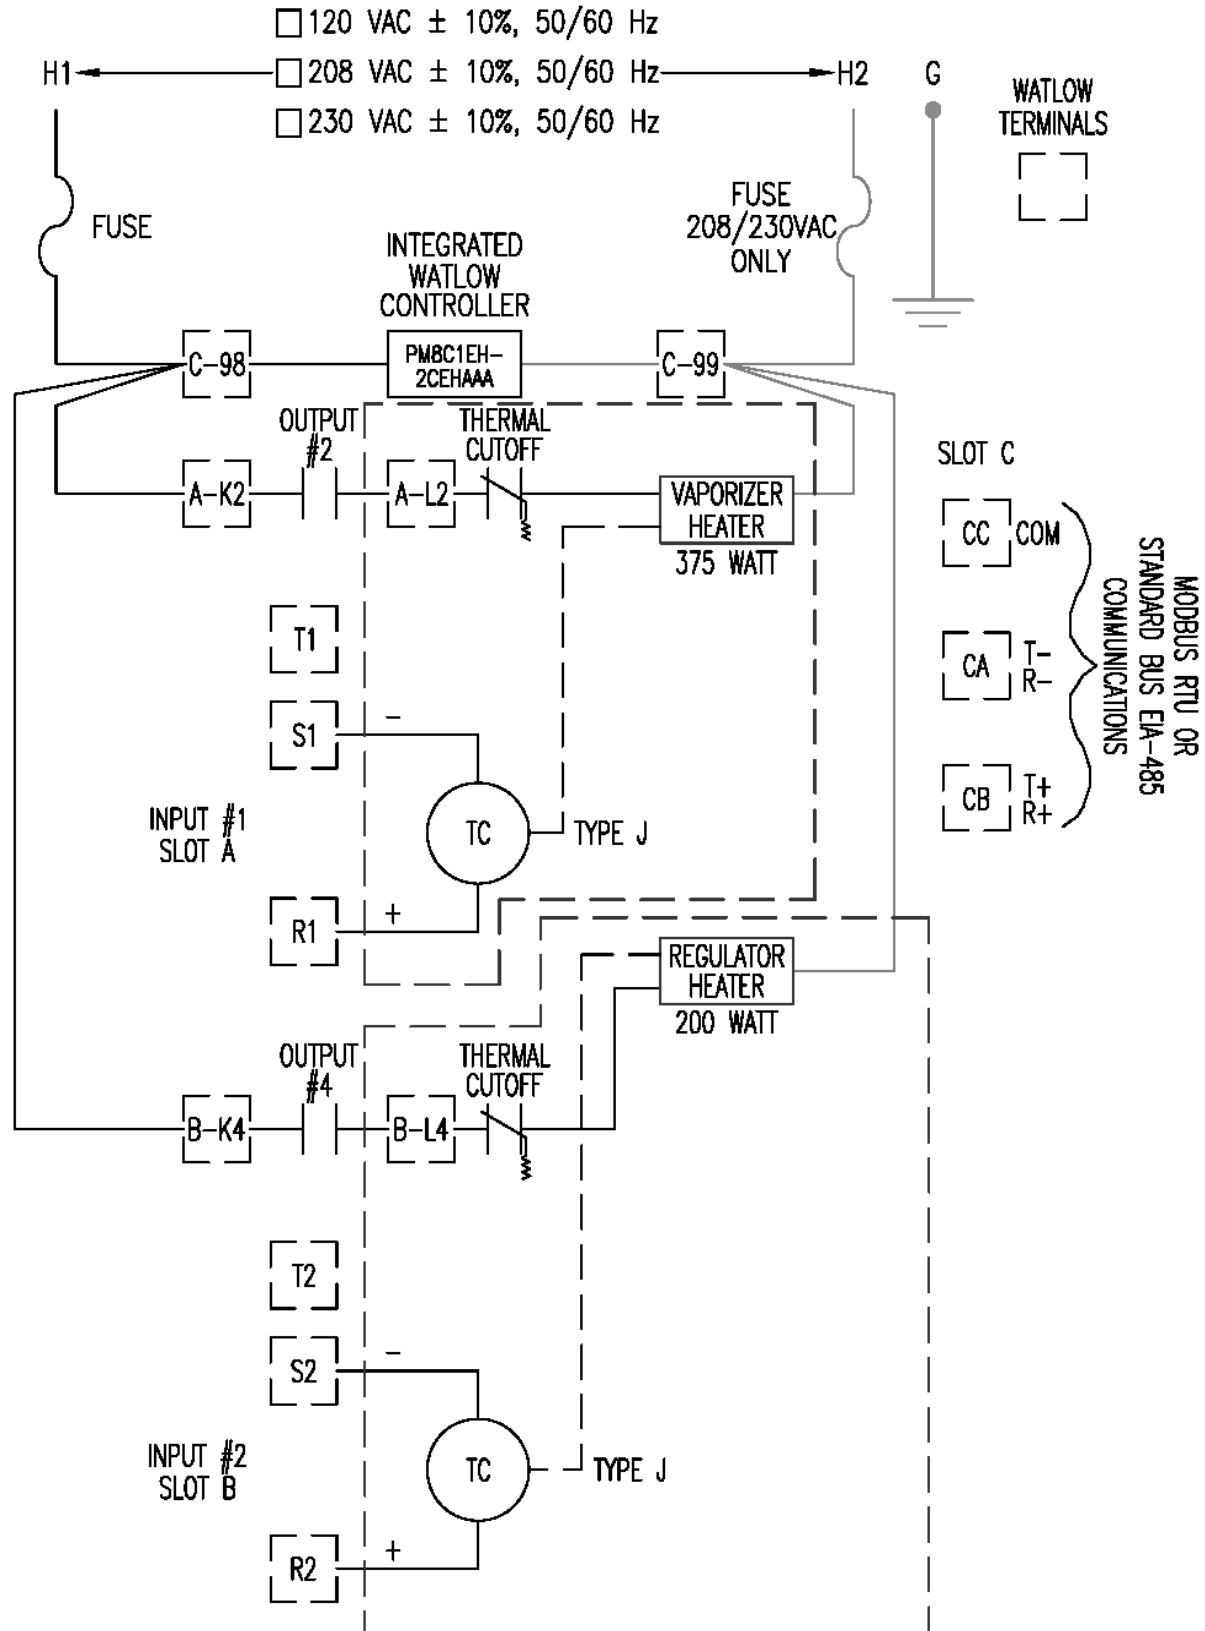 120 VAC ± 10%, 50/60 Hz
H1
208 VAC ± 10%, 50/60 Hz
H2
G
230 VAC ± 10%, 50/60 Hz
WATLOW
TERMINALS
FUSE
FUSE
208/230VAC
ONLY
INTEGRATED
WATLOW
CONTROLLER
C-98
PM8C1EH-
2CEHAAA
C-99
OUTPUT
#2
THERMAL
CUTOFF
A-K2
A-L2
VAPORIZER
HEATER
375 WATT
SLOT C
CC
COM
CA
T-
R-
CB
T+
R+
MODBUS RTU OR
STANDARD BUS EIA-485
COMMUNICATIONS
T1
S1
-
INPUT #1
SLOT A
TC
TYPE J
R1
+
REGULATOR
HEATER
200 WATT
OUTPUT
#4
THERMAL
CUTOFF
B-K4
B-L4
T2
S2
-
INPUT #2
SLOT B
TC
TYPE J
R2
+